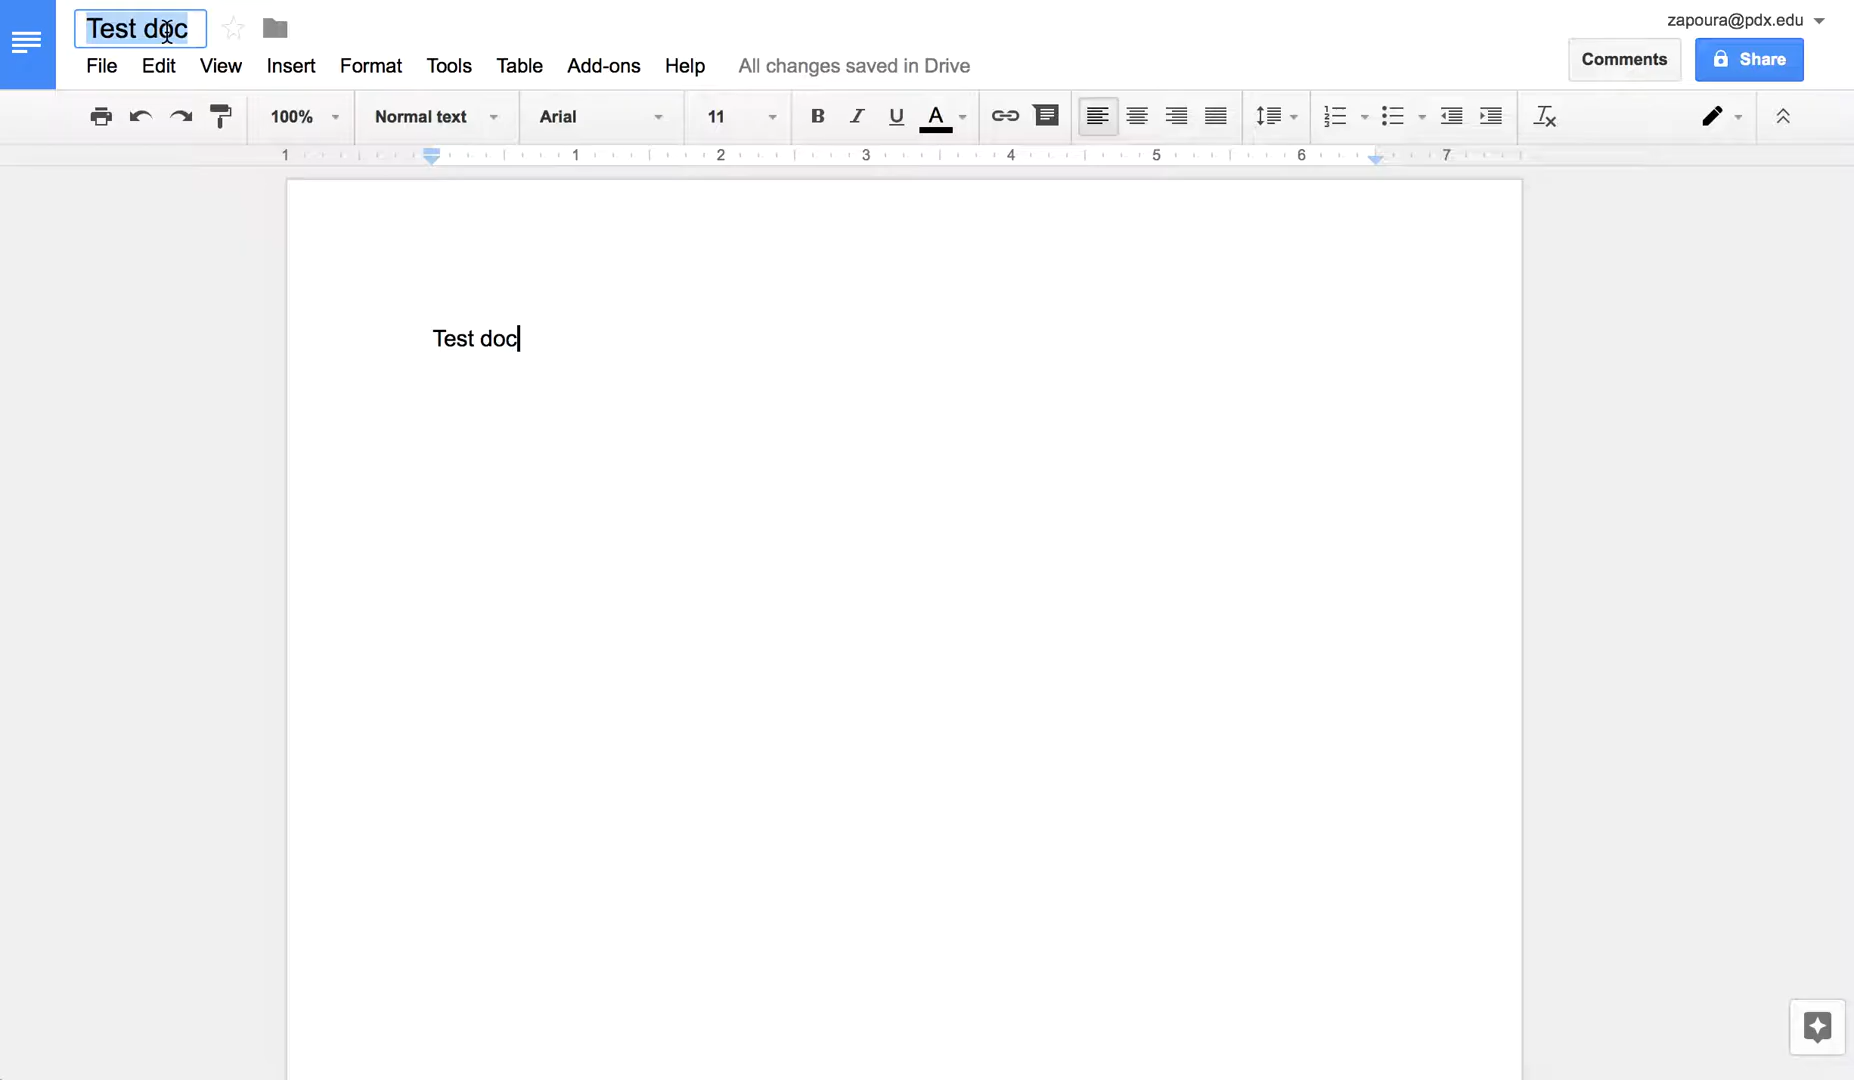 Test doc
zapoura@pdx.edu
File Edit View Insert Format Tools Table Add-ons Help All changes saved in Drive
Comments Share
100% Normal text Arial 11 B I U A
1 1 2 3 4 5 6 7
Test doc